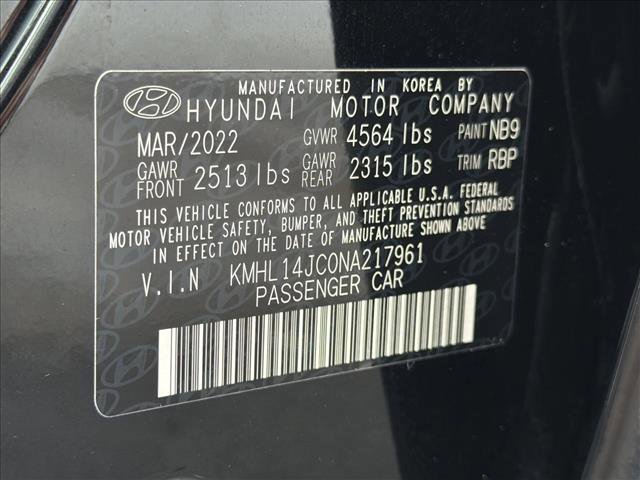 MANUFACTURED IN KOREA BY
HYUNDAI MOTOR COMPANY
MAR/2022 GVWR 4564 lbs PAINT NB9
GAWR FRONT 2513 lbs GAWR REAR 2315 lbs TRIM RBP
THIS VEHICLE CONFORMS TO ALL APPLICABLE U.S.A. FEDERAL
MOTOR VEHICLE SAFETY, BUMPER, AND THEFT PREVENTION STANDARDS
IN EFFECT ON THE DATE OF MANUFACTURE SHOWN ABOVE
V.I.N KMHL14JC0NA217961
PASSENGER CAR